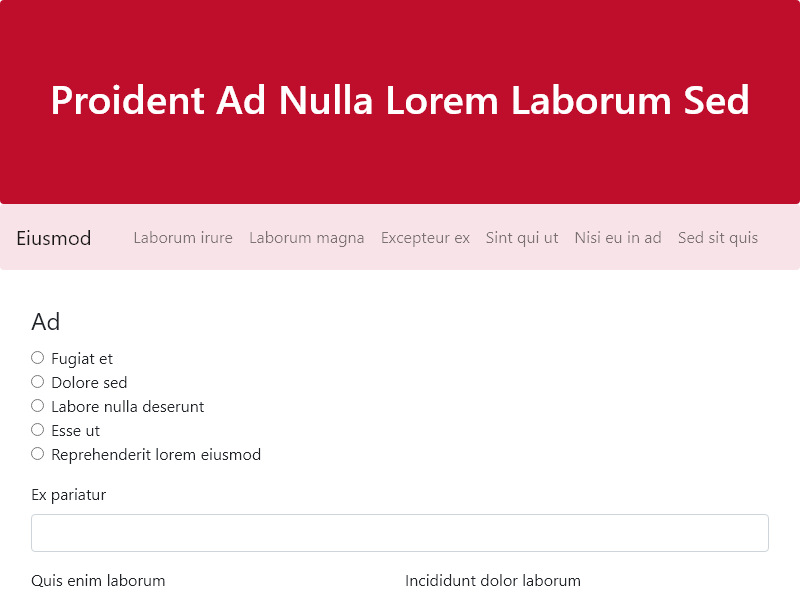 Proident Ad Nulla Lorem Laborum Sed
Eiusmod Laborum irure Laborum magna Excepteur ex Sint qui ut Nisi eu in ad Sed sit quis
Ad
Fugiat et
Dolore sed
Labore nulla deserunt
Esse ut
Reprehenderit lorem eiusmod
Ex pariatur
Quis enim laborum Incididunt dolor laborum